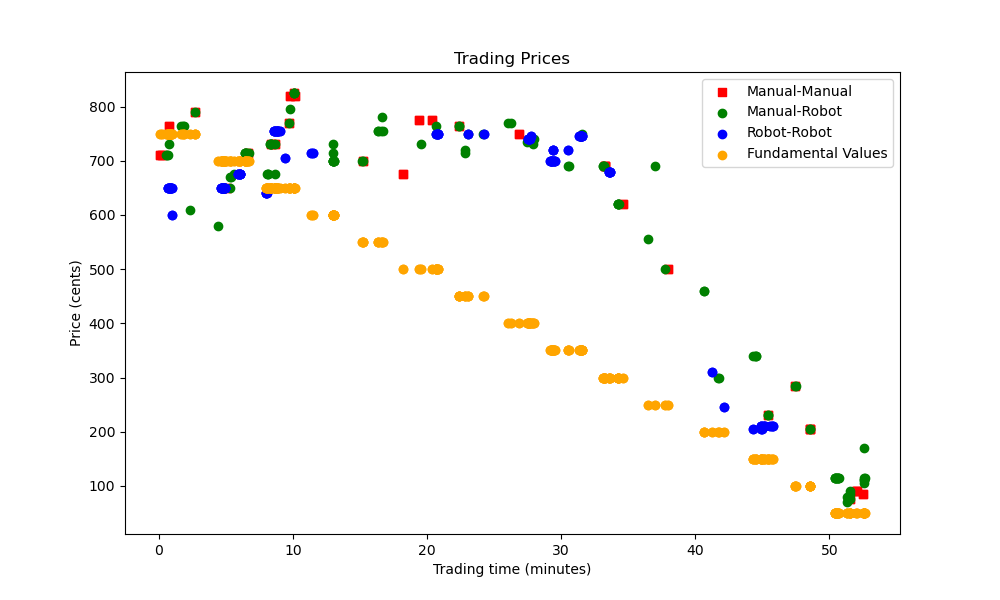 Trading Prices
Manual-Manual
Manual-Robot
Robot-Robot
Fundamental Values
800
700
600
500
400
300
200
100
Price (cents)
0 10 20 30 40 50
Trading time (minutes)